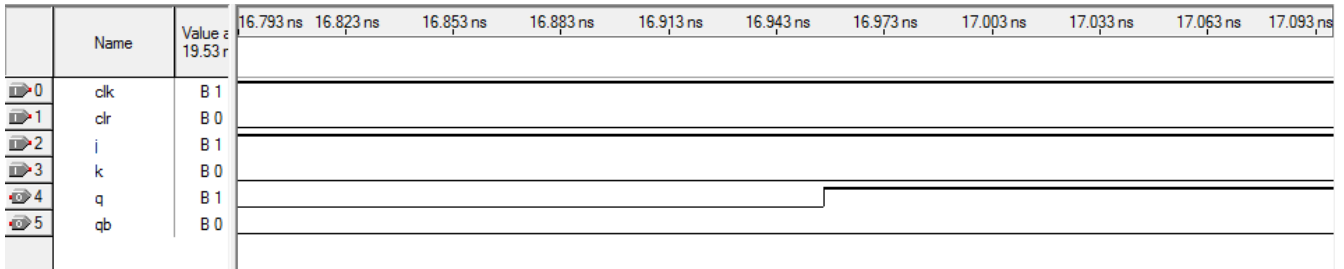 Name
Value a
19.53 n
16.793 ns 16.823 ns 16.853 ns 16.883 ns 16.913 ns 16.943 ns 16.973 ns 17.003 ns 17.033 ns 17.063 ns 17.093 ns
0 clk B 1
1 clr B 0
2 j B 1
3 k B 0
4 q B 1
5 qb B 0